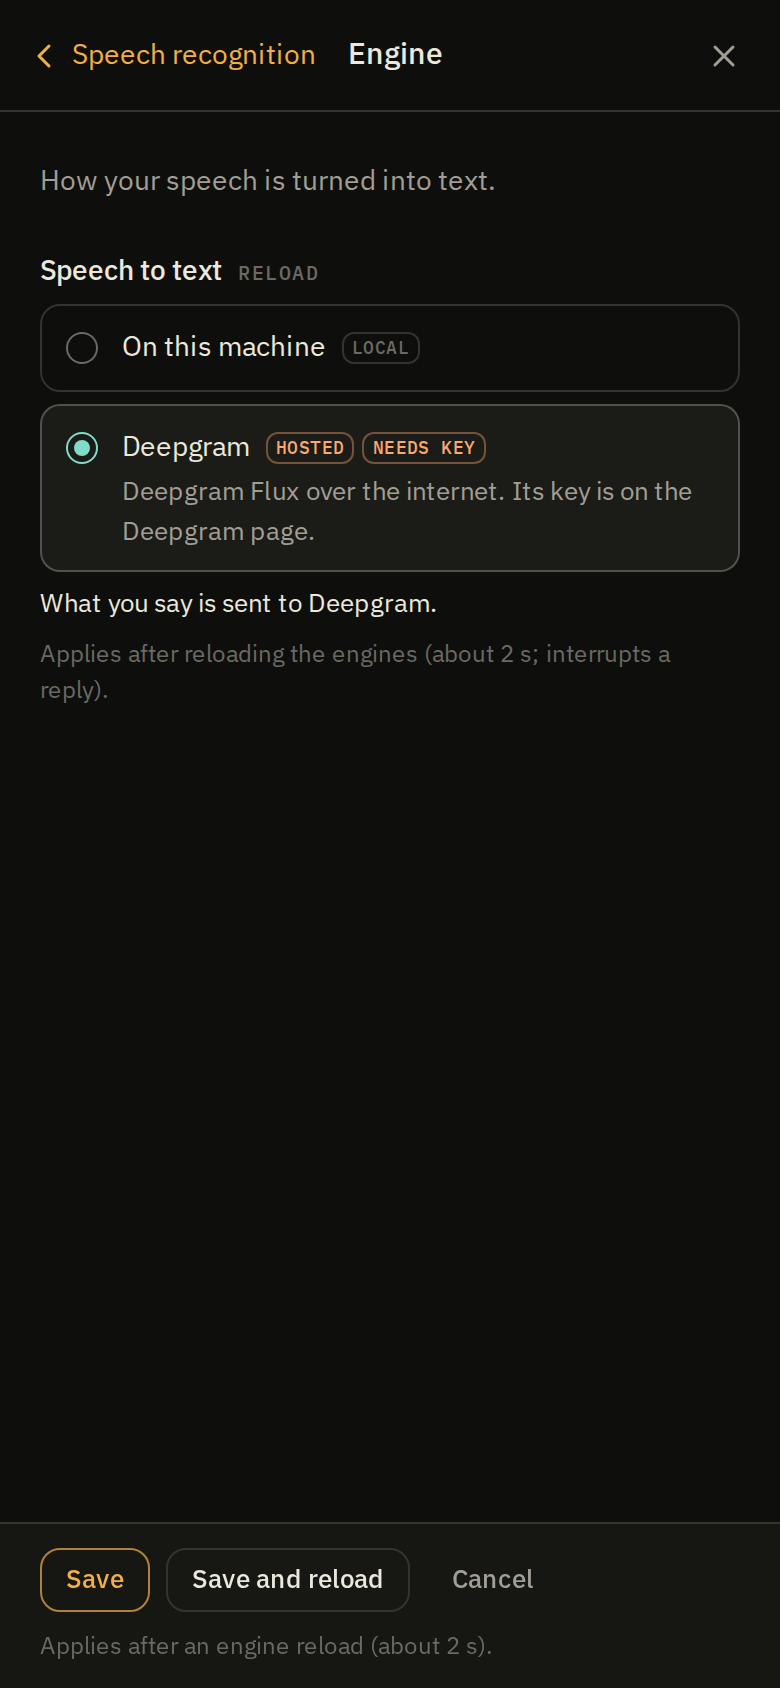 Speech recognition Engine
How your speech is turned into text.
Speech to text RELOAD
On this machine LOCAL
Deepgram HOSTED NEEDS KEY
Deepgram Flux over the internet. Its key is on the
Deepgram page.
What you say is sent to Deepgram.
Applies after reloading the engines (about 2 s; interrupts a
reply).
Save Save and reload Cancel
Applies after an engine reload (about 2 s).